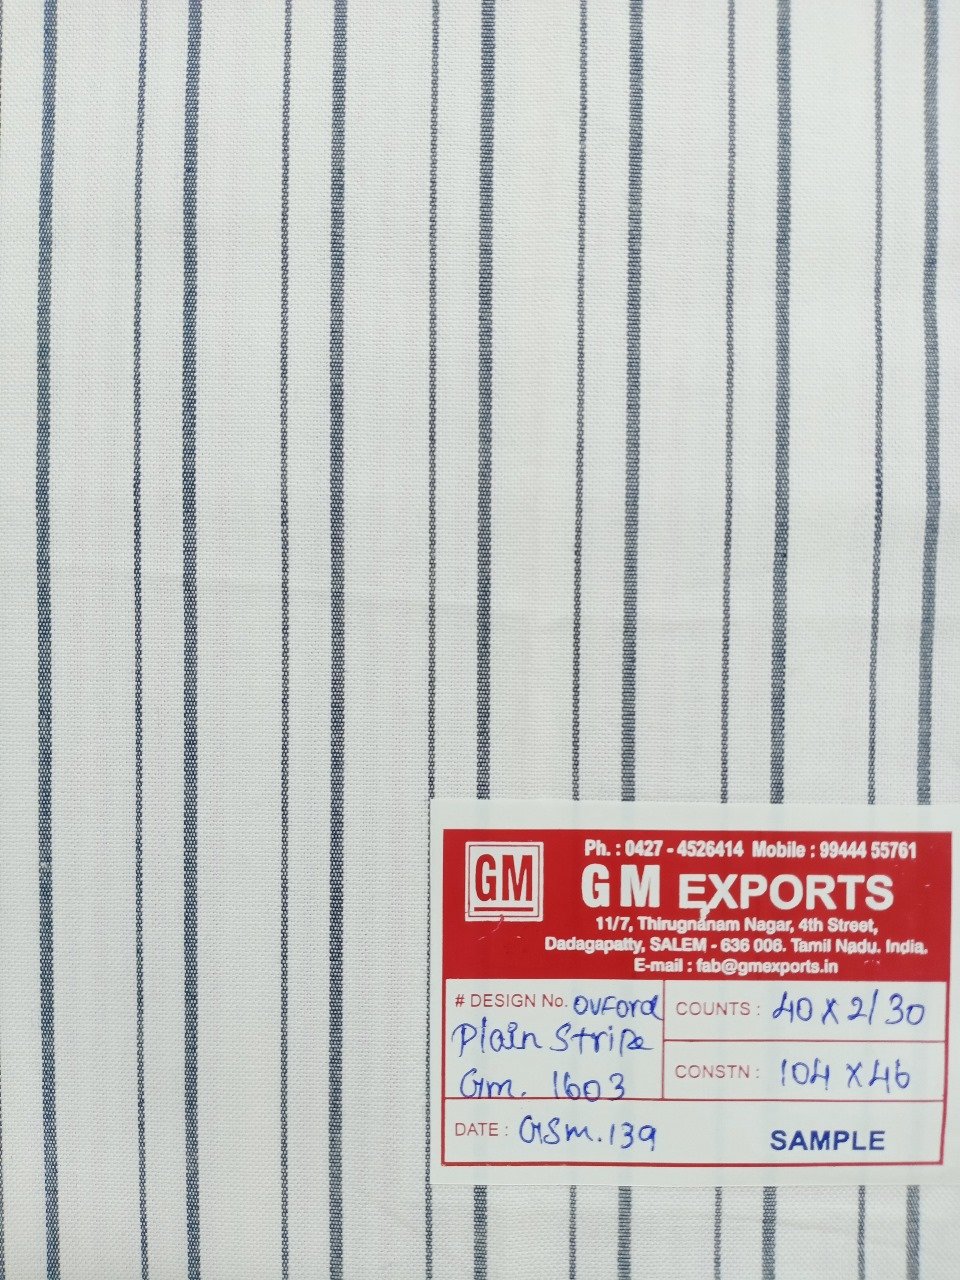 GM
Ph. : 0427 - 4526414 Mobile : 99444 55761
GM EXPORTS
11/7, Thirugnanam Nagar, 4th Street,
Dadagapatty, SALEM - 636 006. Tamil Nadu. India.
E-mail : fab@gmexports.in
# DESIGN No. Oxford
Plain Stripe
Gm. 1603
COUNTS : 40 X 2/30
CONSTN : 104 X 46
DATE : GSm. 139
SAMPLE